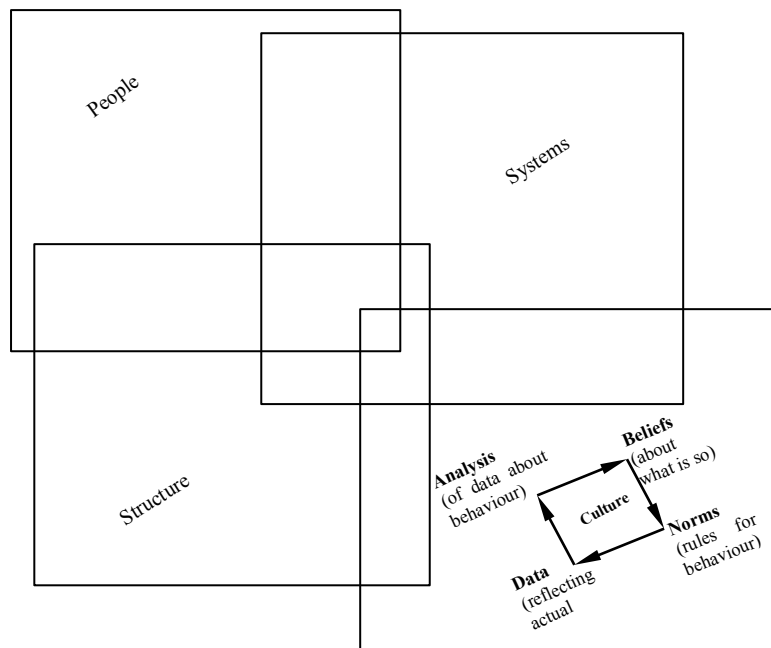 People
Systems
Structure
Analysis
(of data about
behaviour)
Beliefs
(about
what is so)
Culture
Norms
(rules for
behaviour)
Data
(reflecting
actual